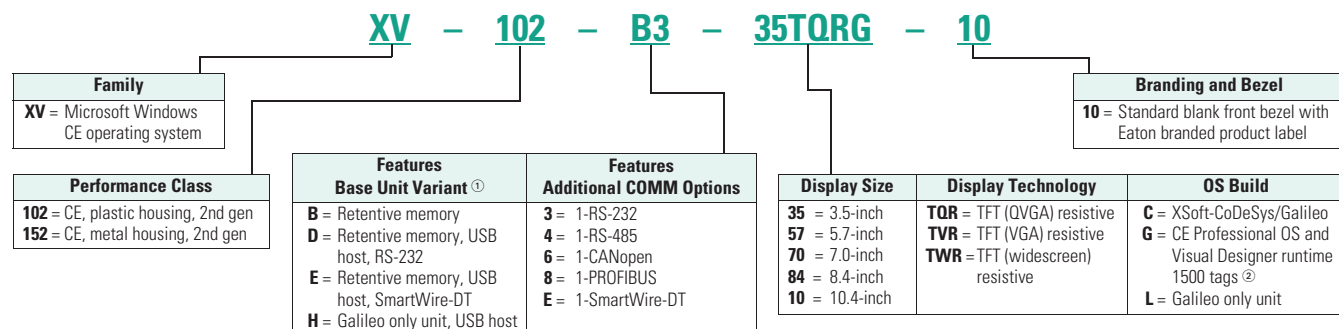 XV – 102 – B3 – 35TQRG – 10
Family
XV = Microsoft Windows
CE operating system
Performance Class
102 = CE, plastic housing, 2nd gen
152 = CE, metal housing, 2nd gen
Features
Base Unit Variant ①
B = Retentive memory
D = Retentive memory, USB
host, RS-232
E = Retentive memory, USB
host, SmartWire-DT
H = Galileo only unit, USB host
Features
Additional COMM Options
3 = 1-RS-232
4 = 1-RS-485
6 = 1-CANopen
8 = 1-PROFIBUS
E = 1-SmartWire-DT
Display Size
35 = 3.5-inch
57 = 5.7-inch
70 = 7.0-inch
84 = 8.4-inch
10 = 10.4-inch
Display Technology
TQR = TFT (QVGA) resistive
TVR = TFT (VGA) resistive
TWR = TFT (widescreen)
resistive
OS Build
C = XSoft-CoDeSys/Galileo
G = CE Professional OS and
Visual Designer runtime
1500 tags ②
L = Galileo only unit
Branding and Bezel
10 = Standard blank front bezel with
Eaton branded product label